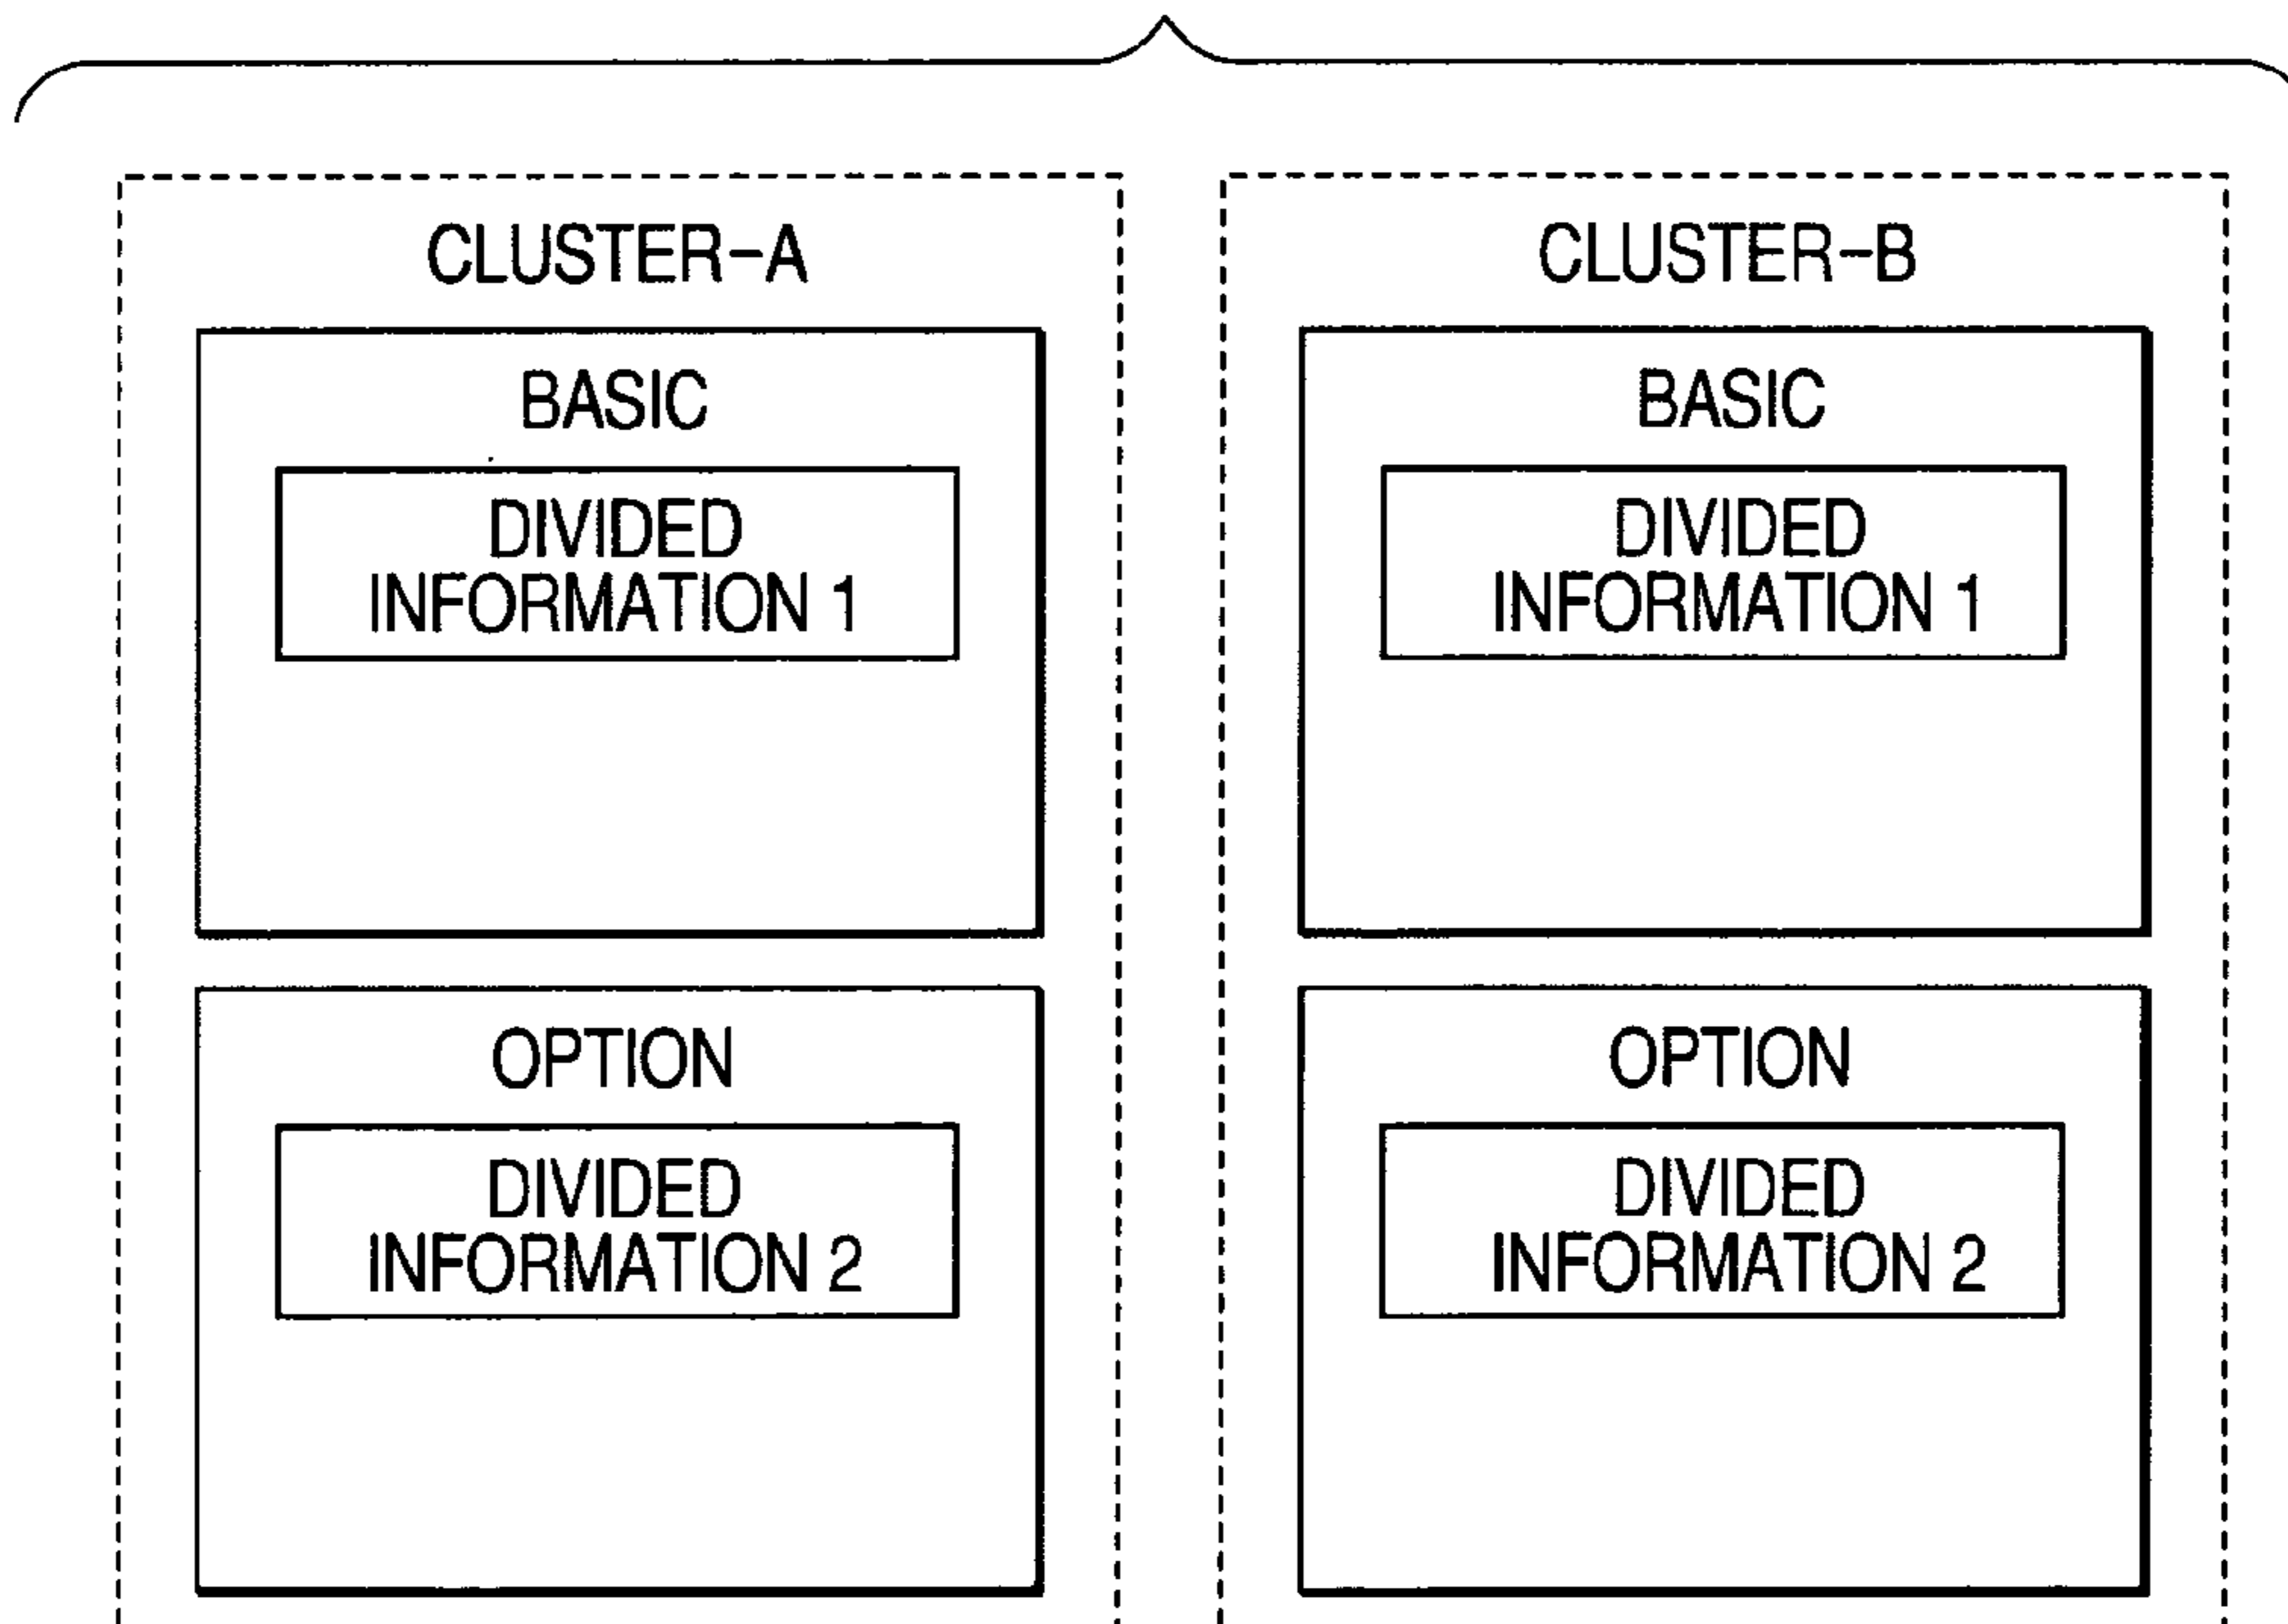 CLUSTER-A
BASIC
DIVIDED
INFORMATION 1
OPTION
DIVIDED
INFORMATION 2
CLUSTER-B
BASIC
DIVIDED
INFORMATION 1
OPTION
DIVIDED
INFORMATION 2